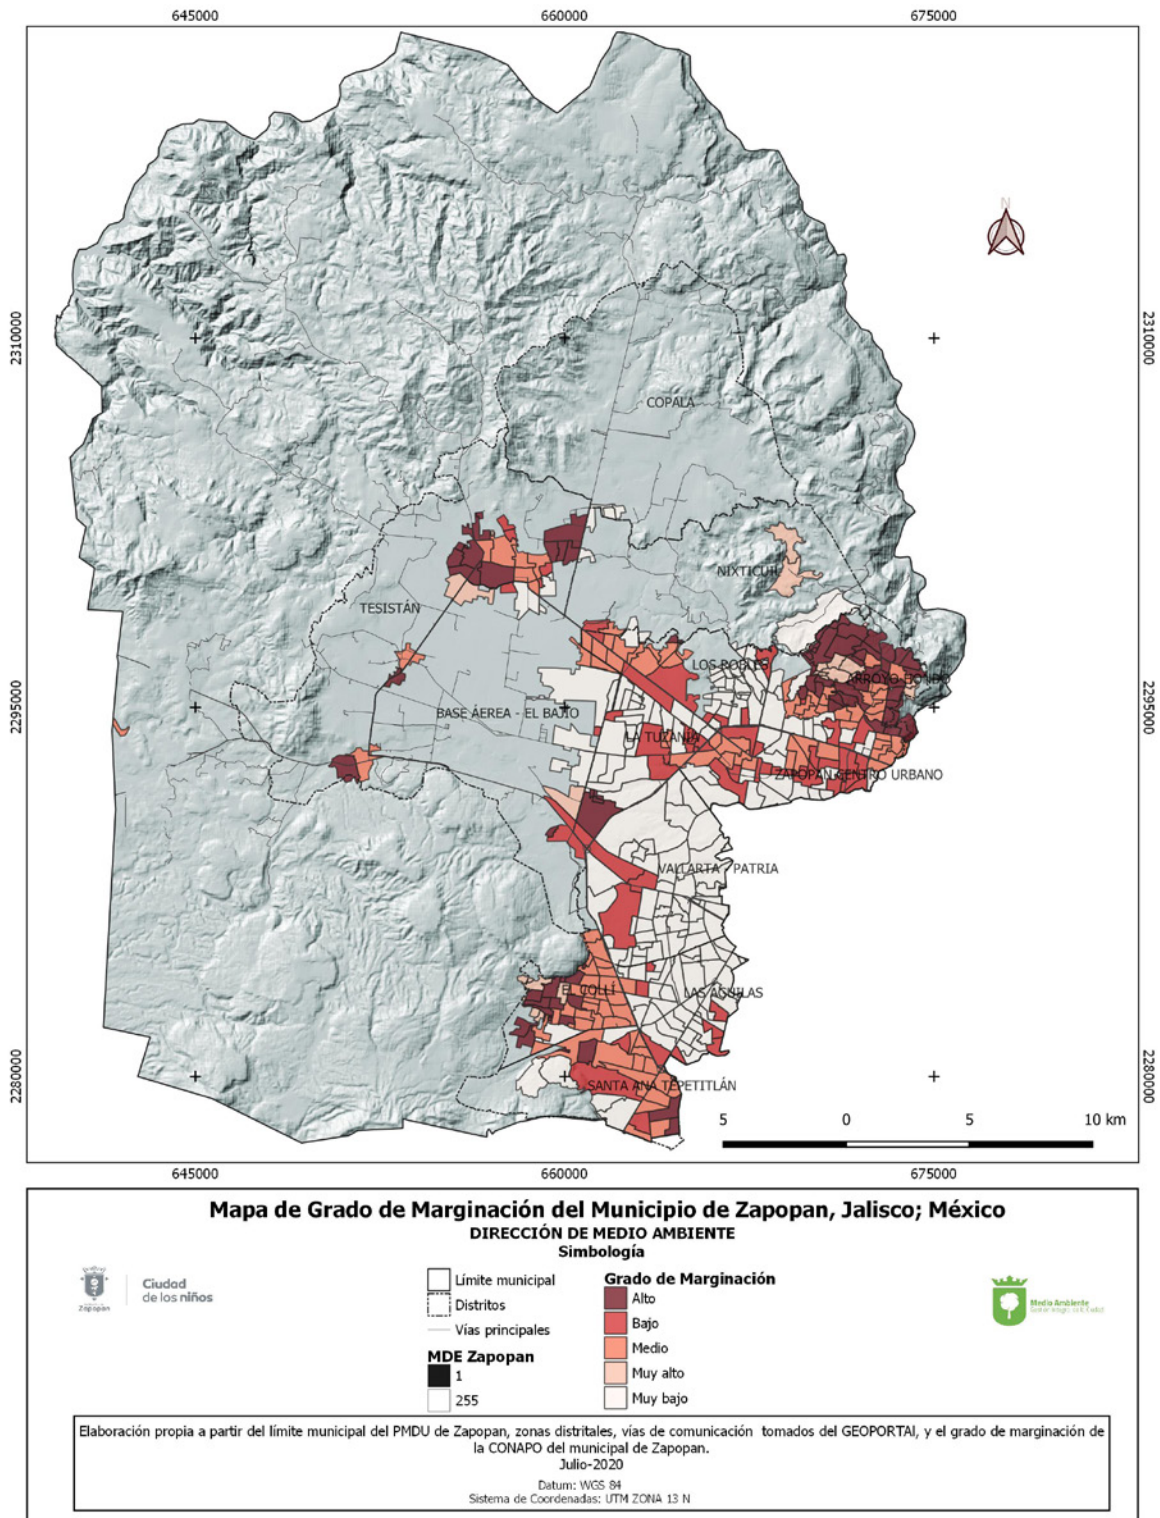 645000
660000
675000
N
2310000
2310000
COPALA
NIXTICUIL
TESISTÁN
LOS ROBLES
ARROYO HONDO
2295000
2295000
BASE ÁEREA - EL BAJIO
LA TUZANÍA
ZAPOPAN CENTRO URBANO
VALLARTA - PATRIA
EL COLLÍ
LAS ÁGUILAS
2280000
2280000
SANTA ANA TEPETITLÁN
5 0 5 10 km
645000
660000
675000
Mapa de Grado de Marginación del Municipio de Zapopan, Jalisco; México
DIRECCIÓN DE MEDIO AMBIENTE
Simbología
Zapopan
Ciudad
de los niños
Límite municipal
Distritos
Vías principales
MDE Zapopan
1
255
Grado de Marginación
Alto
Bajo
Medio
Muy alto
Muy bajo
Medio Ambiente
Elaboración propia a partir del límite municipal del PMDU de Zapopan, zonas distritales, vías de comunicación tomados del GEOPORTAl, y el grado de marginación de
la CONAPO del municipal de Zapopan.
Julio-2020
Datum: WGS 84
Sistema de Coordenadas: UTM ZONA 13 N